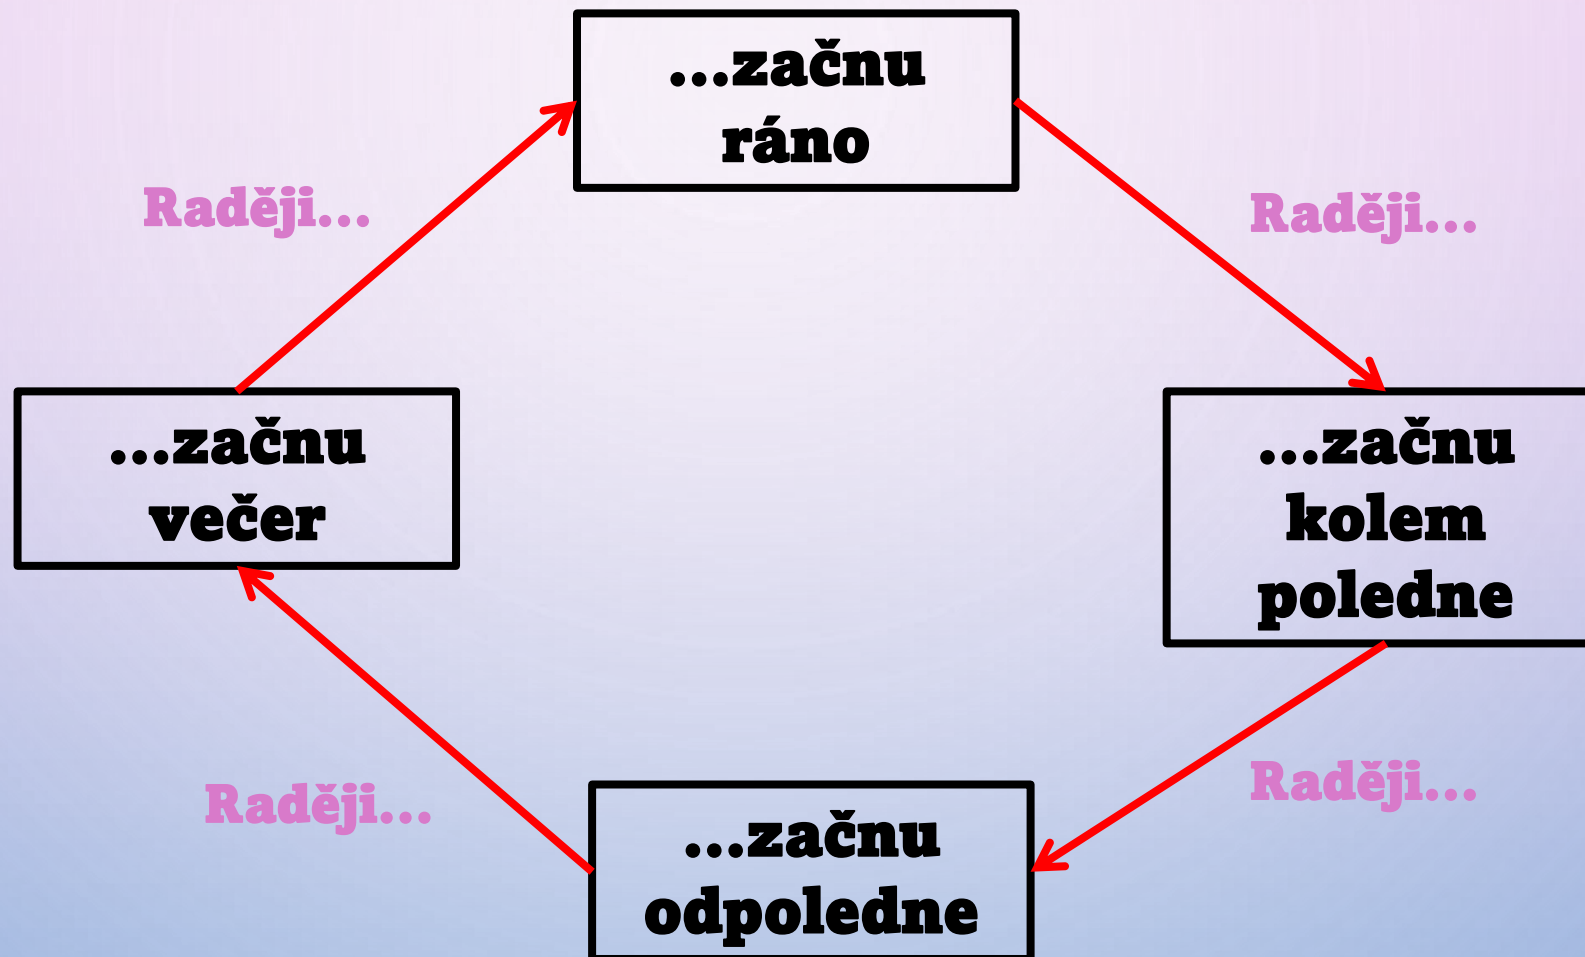 ...začnu
ráno
Raději...
Raději...
...začnu
večer
...začnu
kolem
poledne
Raději...
Raději...
...začnu
odpoledne